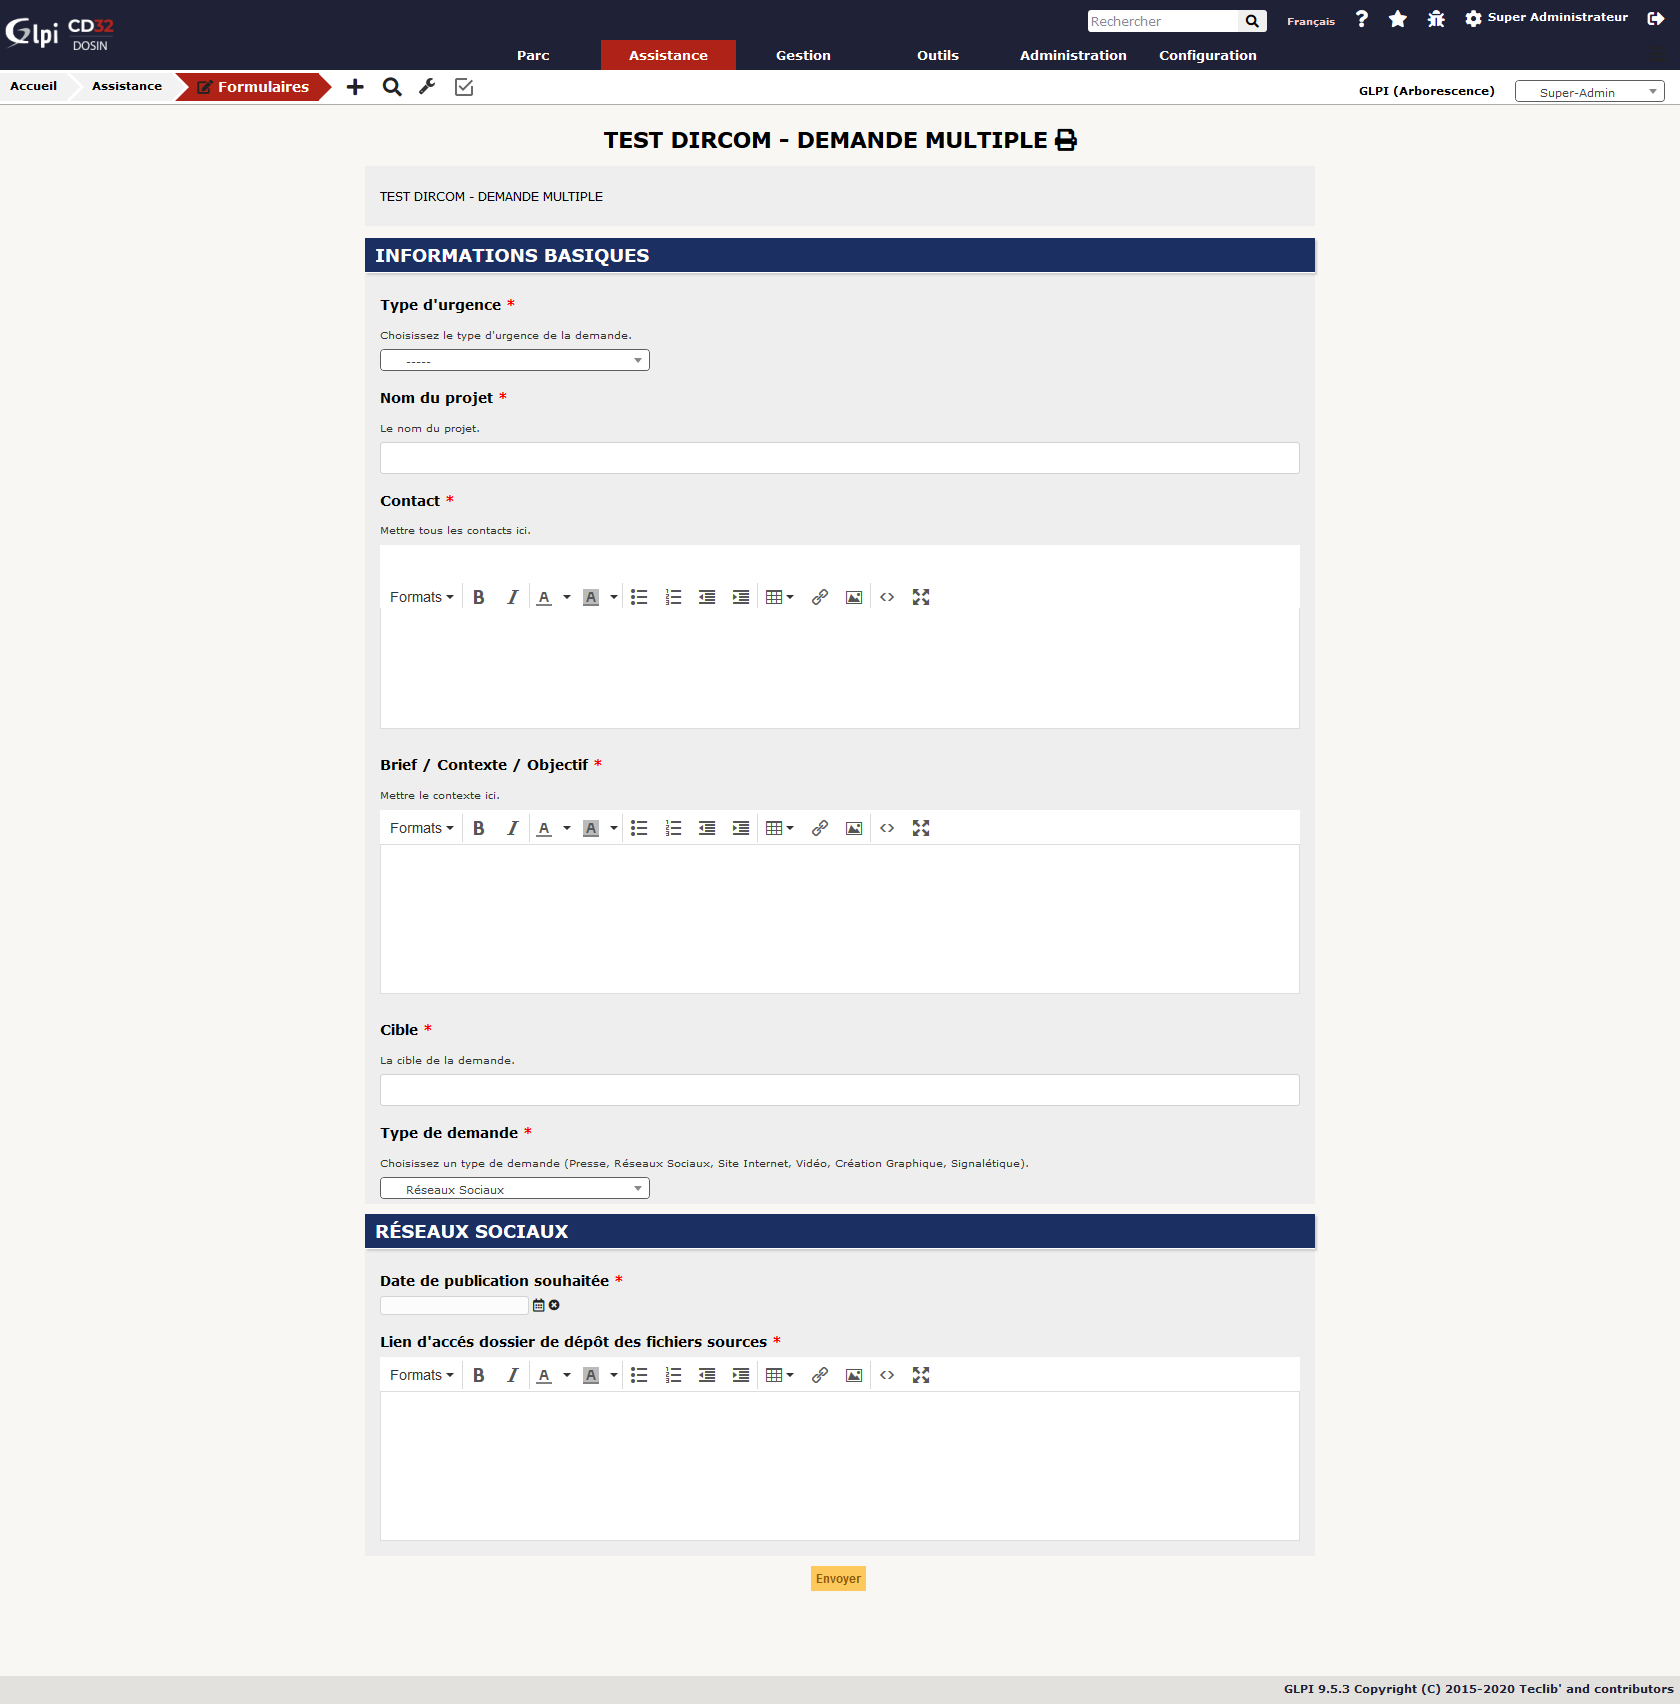 Glpi CD32 DOSIN
Rechercher
Français
Super Administrateur
Parc Assistance Gestion Outils Administration Configuration
Accueil Assistance Formulaires
GLPI (Arborescence) Super-Admin
TEST DIRCOM - DEMANDE MULTIPLE
TEST DIRCOM - DEMANDE MULTIPLE
INFORMATIONS BASIQUES
Type d'urgence *
Choisissez le type d'urgence de la demande.
-----
Nom du projet *
Le nom du projet.
Contact *
Mettre tous les contacts ici.
Formats B I A A
Brief / Contexte / Objectif *
Mettre le contexte ici.
Formats B I A A
Cible *
La cible de la demande.
Type de demande *
Choisissez un type de demande (Presse, Réseaux Sociaux, Site Internet, Vidéo, Création Graphique, Signalétique).
Réseaux Sociaux
RÉSEAUX SOCIAUX
Date de publication souhaitée *
Lien d'accés dossier de dépôt des fichiers sources *
Formats B I A A
Envoyer
GLPI 9.5.3 Copyright (C) 2015-2020 Teclib' and contributors